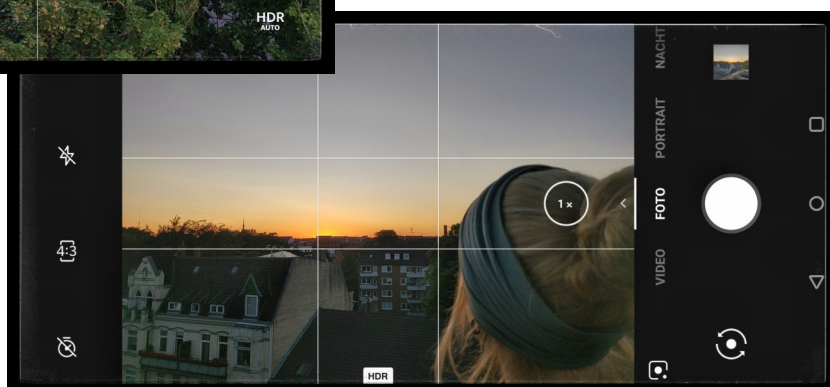 HDR
AUTO
4:3
1×
NACHT
PORTRAIT
FOTO
VIDEO
HDR